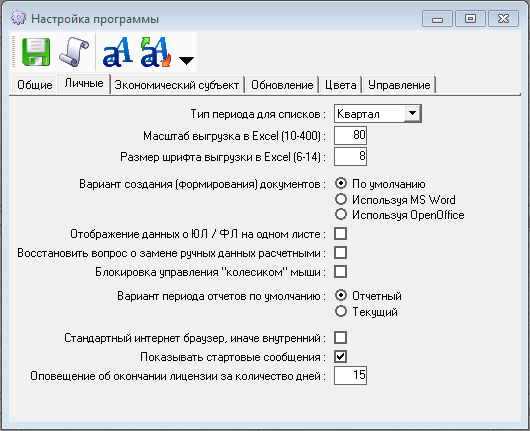 Настройка программы
aA aA
Общие Личные Экономический субъект Обновление Цвета Управление
Тип периода для списков : Квартал
Масштаб выгрузка в Excel (10-400) : 80
Размер шрифта выгрузки в Excel (6-14) : 8
Вариант создания (формирования) документов : По умолчанию
Используя MS Word
Используя OpenOffice
Отображение данных о ЮЛ / ФЛ на одном листе :
Восстановить вопрос о замене ручных данных расчетными :
Блокировка управления "колесиком" мыши :
Вариант периода отчетов по умолчанию : Отчетный
Текущий
Стандартный интернет браузер, иначе внутренний :
Показывать стартовые сообщения :
Оповещение об окончании лицензии за количество дней : 15